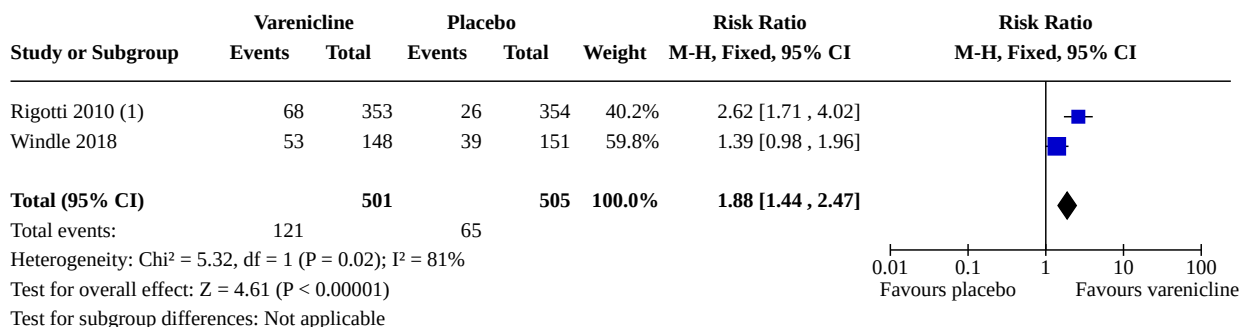 Varenicline Placebo Risk Ratio Risk Ratio
Study or Subgroup Events Total Events Total Weight M-H, Fixed, 95% CI M-H, Fixed, 95% CI
Rigotti 2010 (1) 68 353 26 354 40.2% 2.62 [1.71 , 4.02]
Windle 2018 53 148 39 151 59.8% 1.39 [0.98 , 1.96]
Total (95% CI) 501 505 100.0% 1.88 [1.44 , 2.47]
Total events: 121 65
Heterogeneity: Chi² = 5.32, df = 1 (P = 0.02); I² = 81%
0.01 0.1 1 10 100
Test for overall effect: Z = 4.61 (P < 0.00001)
Favours placebo Favours varenicline
Test for subgroup differences: Not applicable